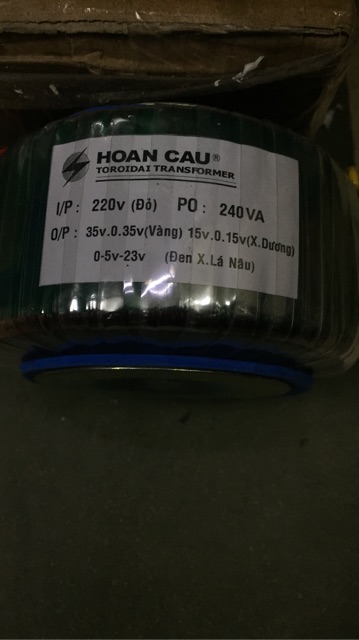 HOAN CAU®
TOROIDAI TRANSFORMER
I/P : 220v (Đỏ) PO : 240VA
O/P : 35v.0.35v(Vàng) 15v.0.15v(X.Dương)
0-5v-23v (Đen X.Lá Nâu)